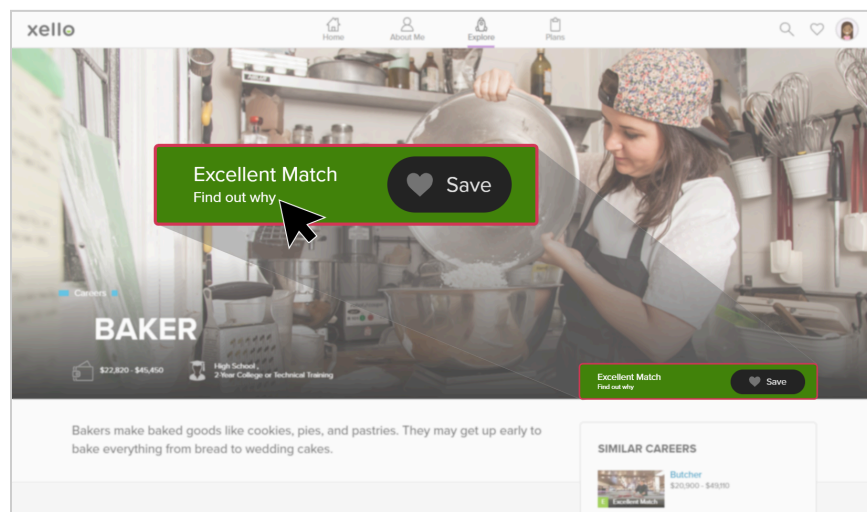 xello
Home
About Me
Explore
Plans
Excellent Match
Find out why
Save
Careers
BAKER
$22,820 - $45,450
High School ,
2-Year College or Technical Training
Excellent Match
Find out why
Save
Bakers make baked goods like cookies, pies, and pastries. They may get up early to
bake everything from bread to wedding cakes.
SIMILAR CAREERS
Butcher
$20,900 - $49,110
Excellent Match